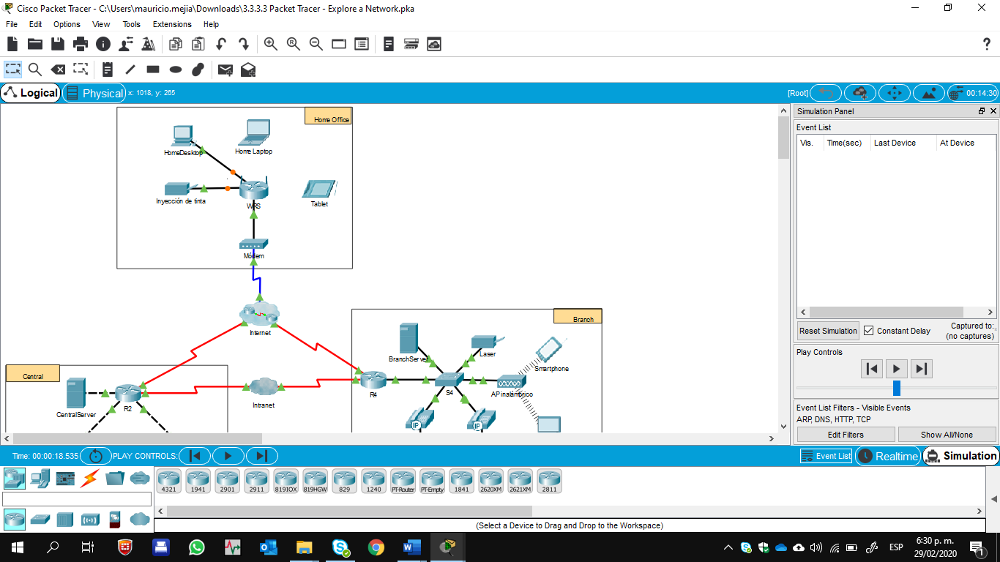 Cisco Packet Tracer - C:\Users\mauricio.mejia\Downloads\3.3.3.3 Packet Tracer - Explore a Network.pka
File Edit Options View Tools Extensions Help
Logical Physical x: 1018, y: 265 [Root] 00:14:30
Home Office
HomeDesktop
Home Laptop
Inyección de tinta
WRS
Tablet
Módem
Internet
Branch
BranchServer
Laser
Smartphone
Central
CentralServer
R2
Intranet
R4
S4
AP inalámbrico
IP
IP
Simulation Panel
Event List
Vis. Time(sec) Last Device At Device
Reset Simulation Constant Delay Captured to:
(no captures)
Play Controls
Event List Filters - Visible Events
ARP, DNS, HTTP, TCP
Edit Filters Show All/None
Time: 00:00:18.535 PLAY CONTROLS: Event List Realtime Simulation
4321 1941 2901 2911 819IOX 819HGW 829 1240 PT-Router PT-Empty 1841 2620XM 2621XM 2811
(Select a Device to Drag and Drop to the Workspace)
ESP
6:30 p. m.
29/02/2020
1